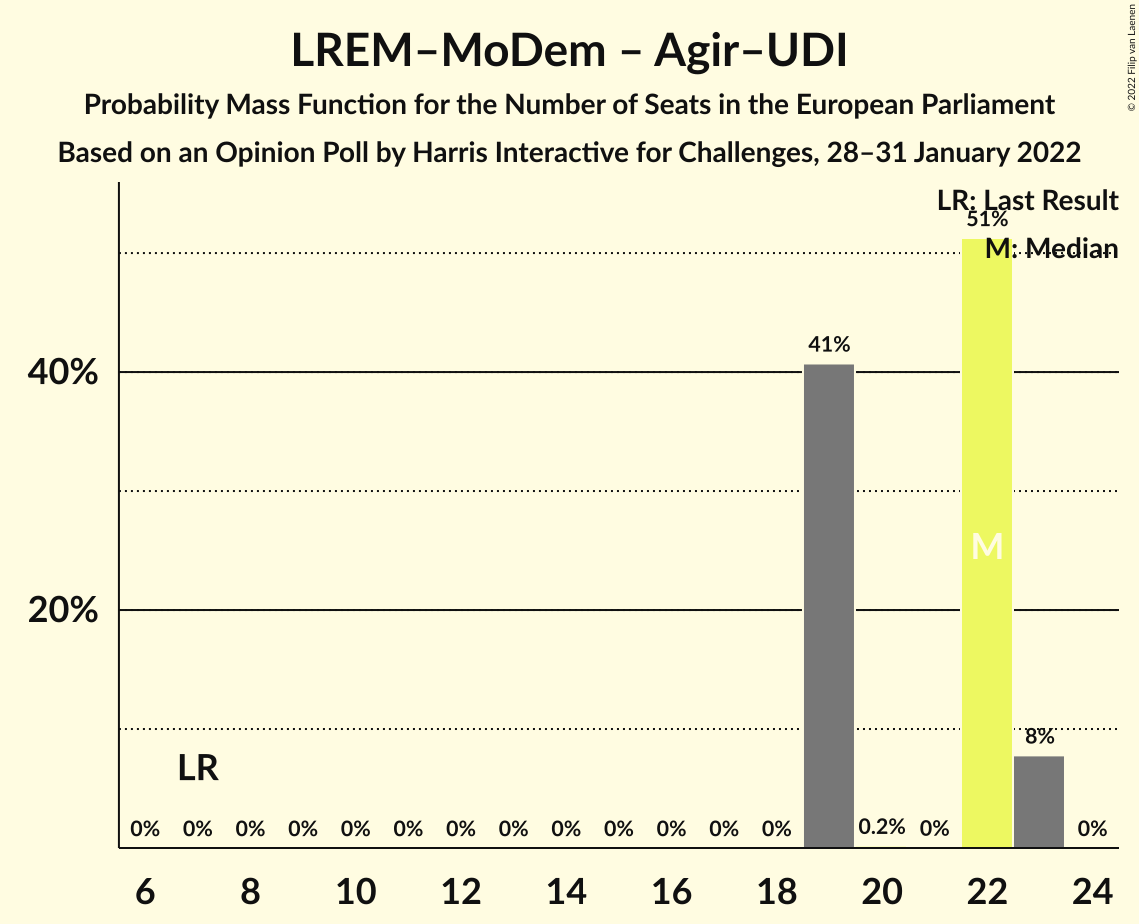 LREM–MoDem – Agir–UDI
Probability Mass Function for the Number of Seats in the European Parliament
Based on an Opinion Poll by Harris Interactive for Challenges, 28–31 January 2022
© 2022 Filip van Laenen
LR: Last Result
51%
M: Median
41%
40%
M
20%
8%
LR
0% 0% 0% 0% 0% 0% 0% 0% 0% 0% 0% 0% 0% 0.2% 0% 0%
6 8 10 12 14 16 18 20 22 24